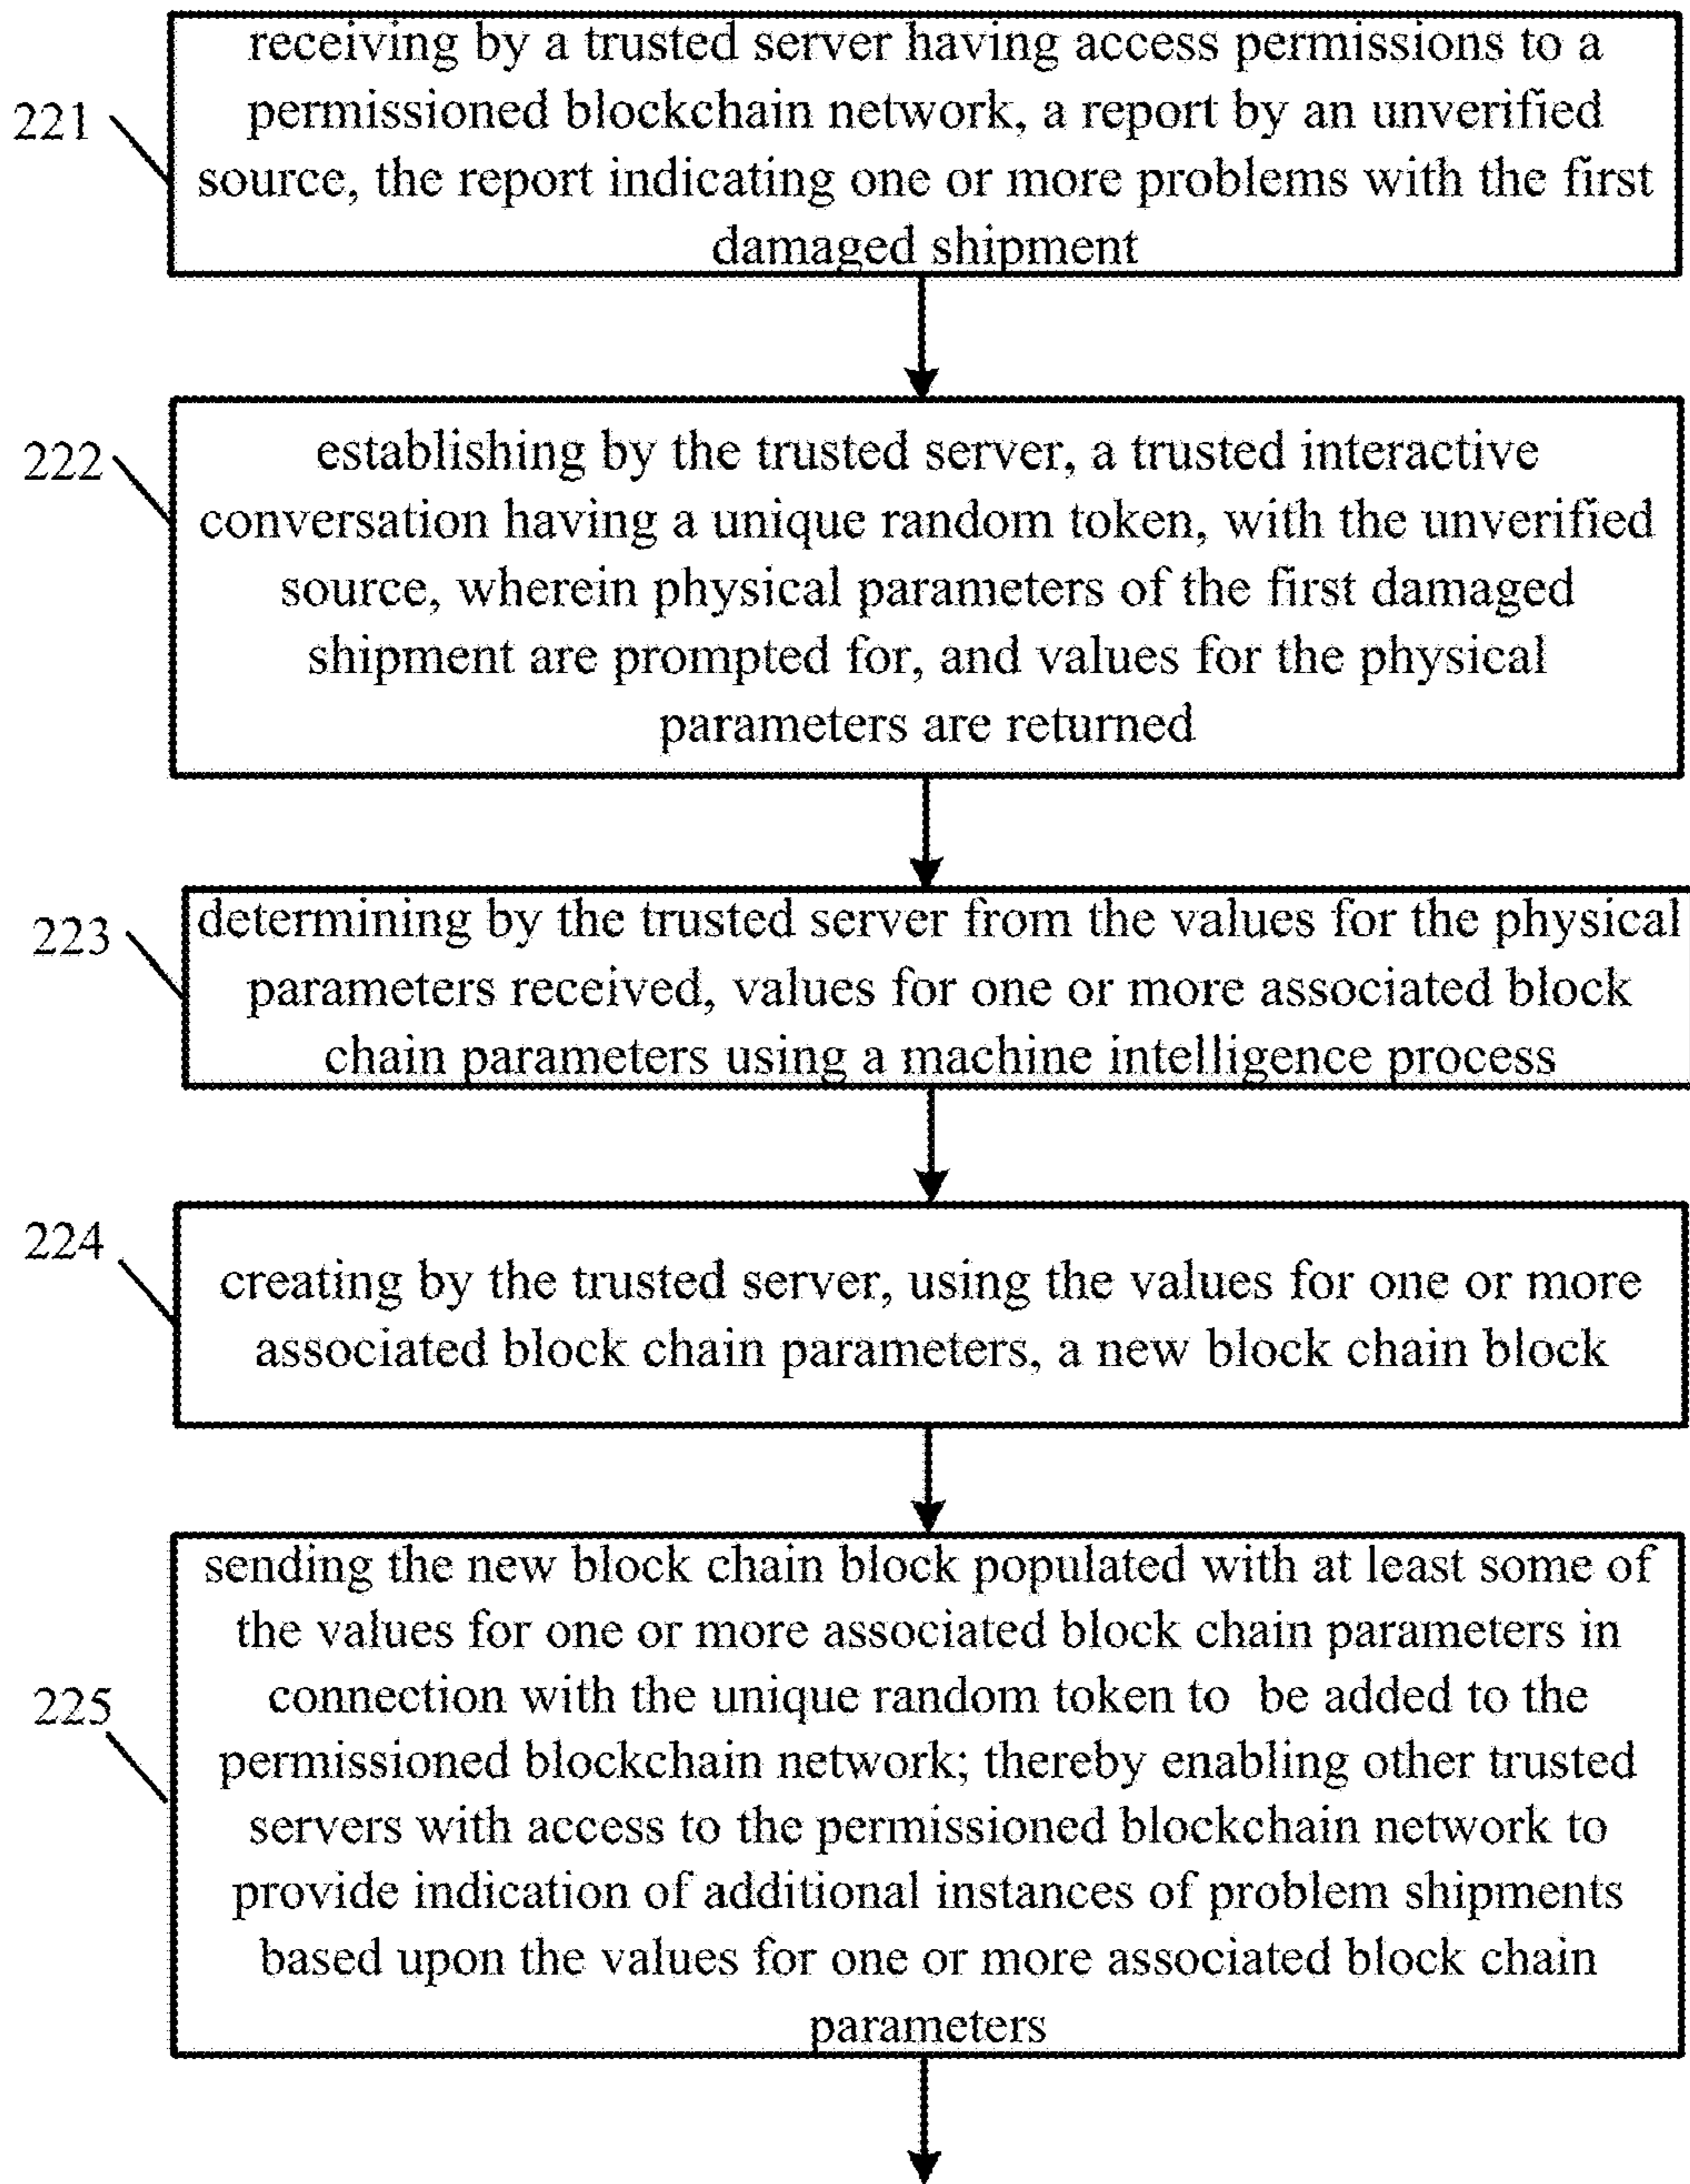 receiving by a trusted server having access permissions to a
221
permissioned blockchain network, a report by an unverified
source, the report indicating one or more problems with the first
damaged shipment
222
establishing by the trusted server, a trusted interactive
conversation having a unique random token, with the unverified
source, wherein physical parameters of the first damaged
shipment are prompted for, and values for the physical
parameters are returned
223
determining by the trusted server from the values for the physical
parameters received, values for one or more associated block
chain parameters using a machine intelligence process
224
creating by the trusted server, using the values for one or more
associated block chain parameters, a new block chain block
sending the new block chain block populated with at least some of
the values for one or more associated block chain parameters in
connection with the unique random token to be added to the
225
permissioned blockchain network; thereby enabling other trusted
servers with access to the permissioned blockchain network to
provide indication of additional instances of problem shipments
based upon the values for one or more associated block chain
parameters